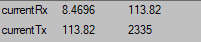 currentRx 8.4696 113.82
currentTx 113.82 2335